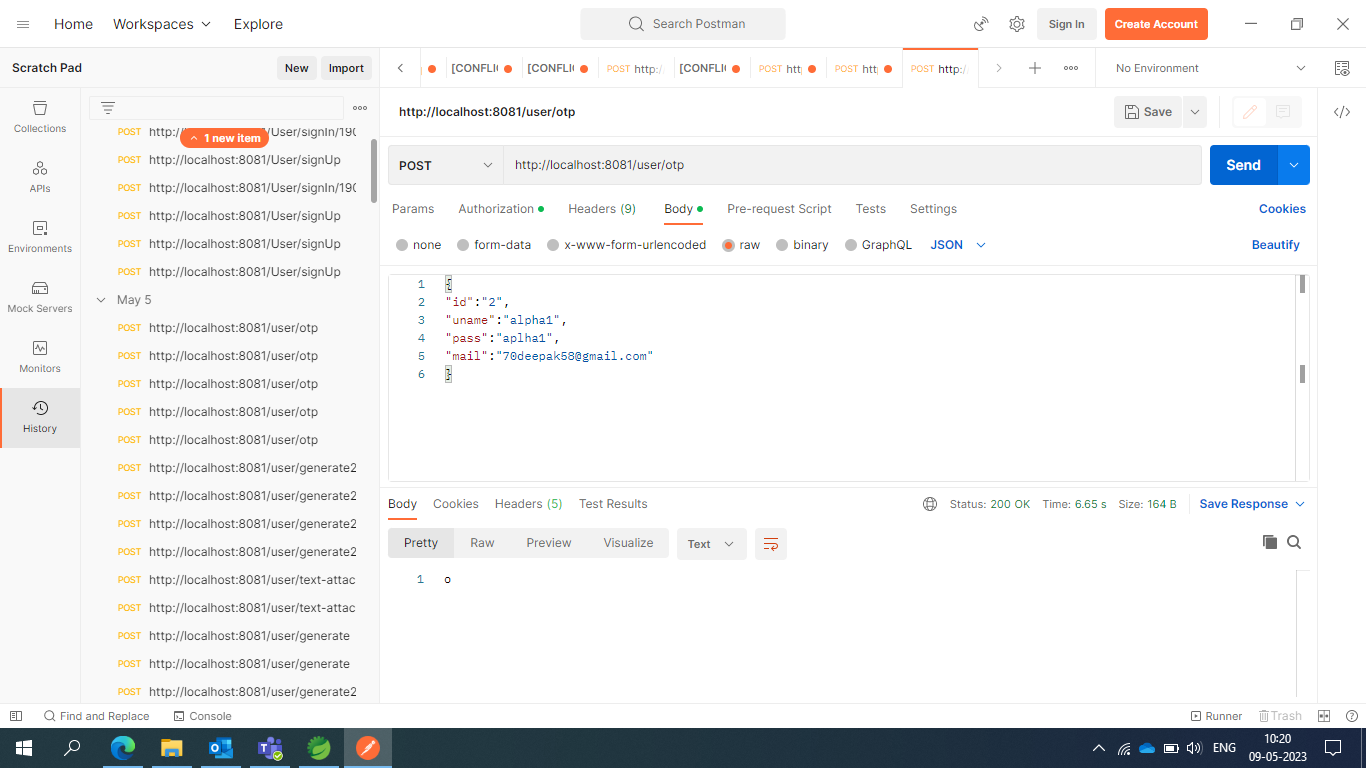 Home Workspaces Explore Search Postman Sign In Create Account
Scratch Pad New Import
[CONFLI [CONFLI POST http:/ [CONFLI POST htt POST htt POST http:/ No Environment
http://localhost:8081/user/otp Save
POST http://localhost:8081/user/otp Send
Params Authorization Headers (9) Body Pre-request Script Tests Settings Cookies
none form-data x-www-form-urlencoded raw binary GraphQL JSON Beautify
1 {
2 "id":"2",
3 "uname":"alpha1",
4 "pass":"aplha1",
5 "mail":"70deepak58@gmail.com"
6 }
Body Cookies Headers (5) Test Results Status: 200 OK Time: 6.65 s Size: 164 B Save Response
Pretty Raw Preview Visualize Text
1 o
Collections
APIs
Environments
Mock Servers
Monitors
History
1 new item
POST http:// User/signIn/190
POST http://localhost:8081/User/signUp
POST http://localhost:8081/User/signIn/190
POST http://localhost:8081/User/signUp
POST http://localhost:8081/User/signUp
POST http://localhost:8081/User/signUp
May 5
POST http://localhost:8081/user/otp
POST http://localhost:8081/user/otp
POST http://localhost:8081/user/otp
POST http://localhost:8081/user/otp
POST http://localhost:8081/user/otp
POST http://localhost:8081/user/generate2
POST http://localhost:8081/user/generate2
POST http://localhost:8081/user/generate2
POST http://localhost:8081/user/generate2
POST http://localhost:8081/user/text-attac
POST http://localhost:8081/user/text-attac
POST http://localhost:8081/user/generate
POST http://localhost:8081/user/generate
POST http://localhost:8081/user/generate2
Find and Replace Console Runner Trash
ENG 10:20
09-05-2023